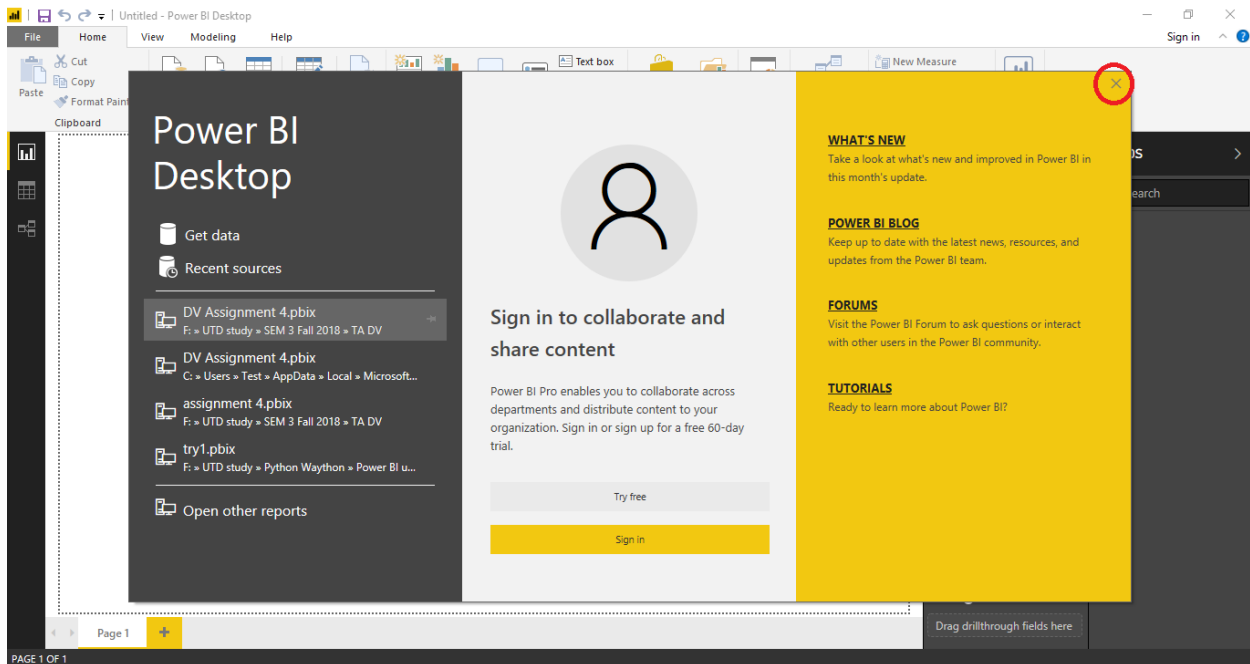 Untitled - Power BI Desktop
File Home View Modeling Help Sign in
Cut
Copy
Format Paint
Paste
Clipboard
Text box
New Measure
Power BI
Desktop
Get data
Recent sources
DV Assignment 4.pbix
F: » UTD study » SEM 3 Fall 2018 » TA DV
DV Assignment 4.pbix
C: » Users » Test » AppData » Local » Microsoft...
assignment 4.pbix
F: » UTD study » SEM 3 Fall 2018 » TA DV
try1.pbix
F: » UTD study » Python Waython » Power BI u...
Open other reports
Sign in to collaborate and
share content
Power BI Pro enables you to collaborate across
departments and distribute content to your
organization. Sign in or sign up for a free 60-day
trial.
Try free
Sign in
WHAT'S NEW
Take a look at what's new and improved in Power BI in
this month's update.
POWER BI BLOG
Keep up to date with the latest news, resources, and
updates from the Power BI team.
FORUMS
Visit the Power BI Forum to ask questions or interact
with other users in the Power BI community.
TUTORIALS
Ready to learn more about Power BI?
earch
Drag drillthrough fields here
Page 1
PAGE 1 OF 1